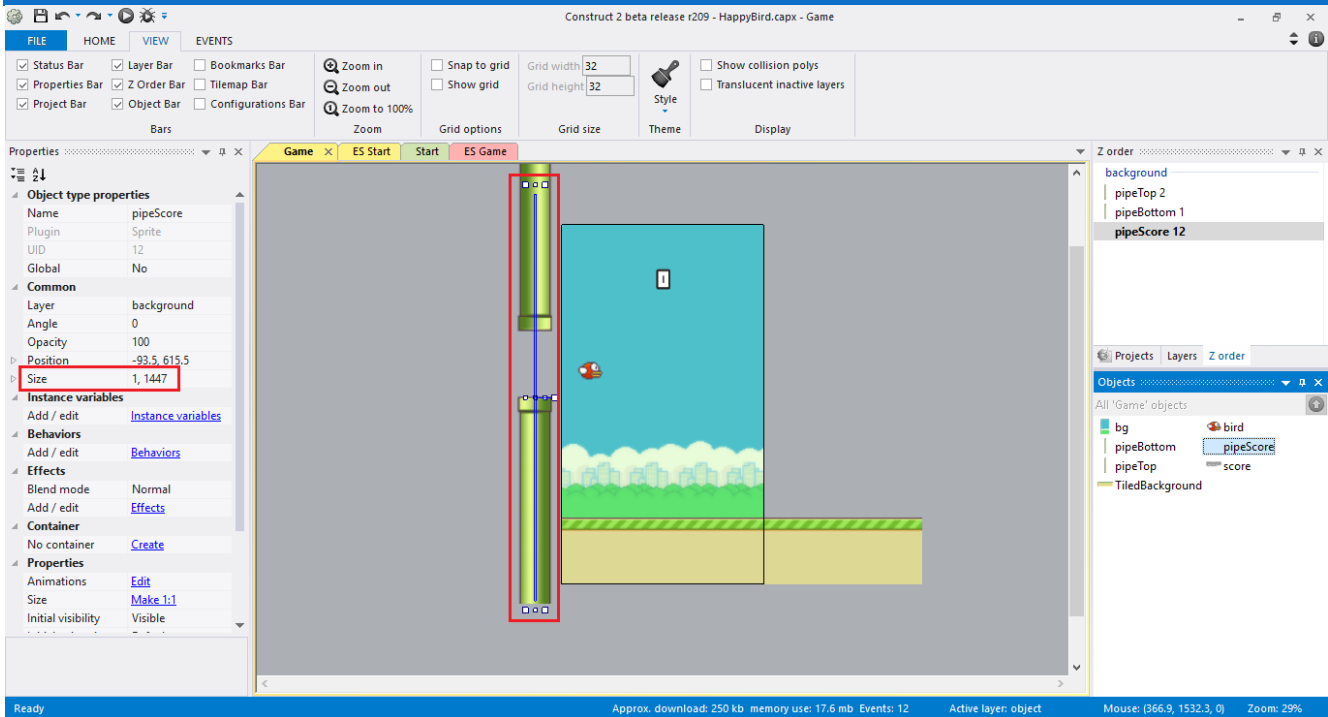 Construct 2 beta release r209 - HappyBird.capx - Game
FILE HOME VIEW EVENTS
Status Bar Layer Bar Bookmarks Bar Zoom in Snap to grid Grid width 32 Show collision polys
Properties Bar Z Order Bar Tilemap Bar Zoom out Show grid Grid height 32 Translucent inactive layers
Project Bar Object Bar Configurations Bar Zoom to 100% Style
Bars Zoom Grid options Grid size Theme Display
Properties
Object type properties
Name pipeScore
Plugin Sprite
UID 12
Global No
Common
Layer background
Angle 0
Opacity 100
Position -93.5, 615.5
Size 1, 1447
Instance variables
Add / edit Instance variables
Behaviors
Add / edit Behaviors
Effects
Blend mode Normal
Add / edit Effects
Container
No container Create
Properties
Animations Edit
Size Make 1:1
Initial visibility Visible
Game ES Start Start ES Game
Z order
background
pipeTop 2
pipeBottom 1
pipeScore 12
Projects Layers Z order
Objects
All 'Game' objects
bg bird
pipeBottom pipeScore
pipeTop score
TiledBackground
Ready Approx. download: 250 kb memory use: 17.6 mb Events: 12 Active layer: object Mouse: (366.9, 1532.3, 0) Zoom: 29%